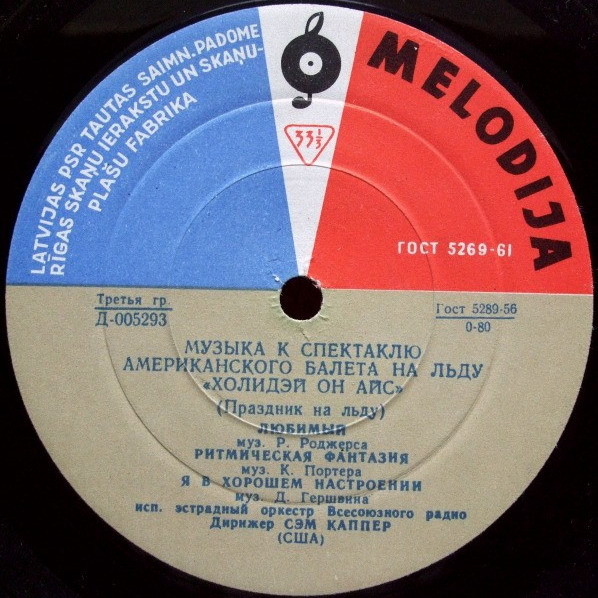 LATVIJAS PSR TAUTAS SAIMN. PADOME
RĪGAS SKAŅU IERAKSTU UN SKAŅU-
PLAŠU FABRIKA
MELODIJA
33⅓
ГОСТ 5269-61
Третья гр.
Д-005293
Гост 5289-56
0-80
МУЗЫКА К СПЕКТАКЛЮ
АМЕРИКАНСКОГО БАЛЕТА НА ЛЬДУ
«ХОЛИДЭЙ ОН АЙС»
(Праздник на льду)
ЛЮБИМЫЙ
муз. Р. Роджерса
РИТМИЧЕСКАЯ ФАНТАЗИЯ
муз. К. Портера
Я В ХОРОШЕМ НАСТРОЕНИИ
муз. Д. Гершвина
исп. эстрадный оркестр Всесоюзного радио
Дирижер СЭМ КАППЕР
(США)